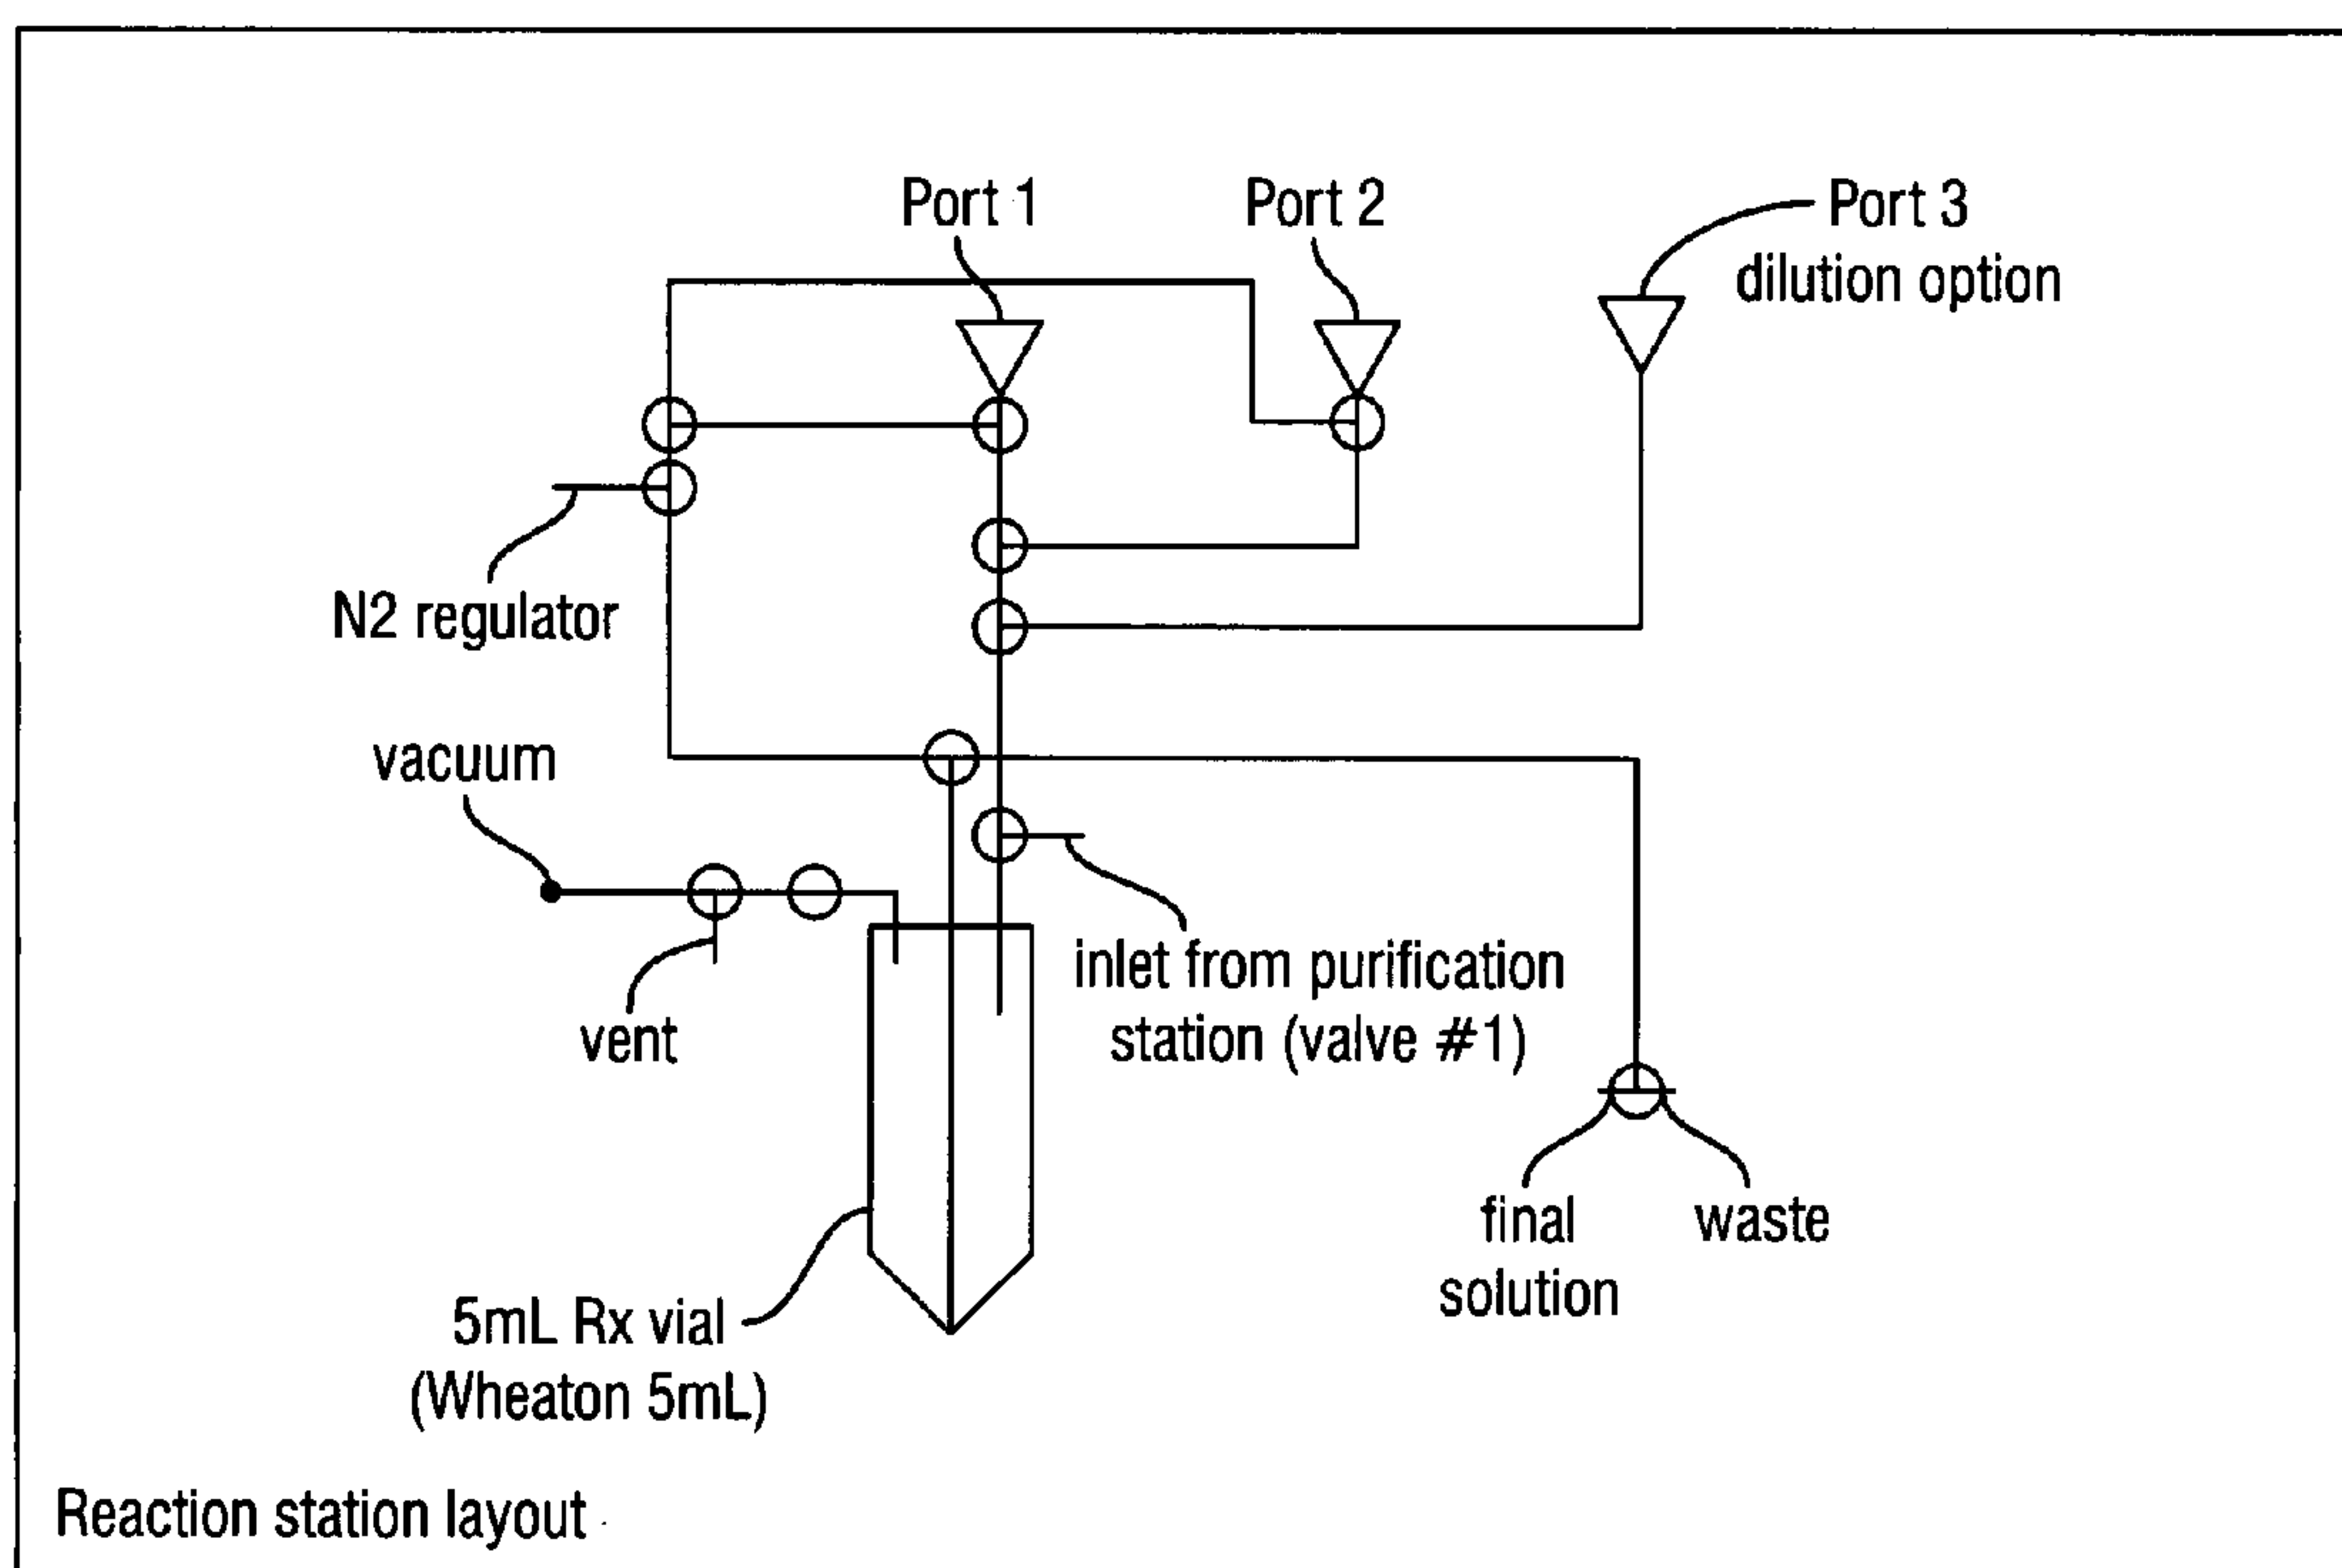 Port 1
Port 2
Port 3
dilution option
N2 regulator
vacuum
vent
inlet from purification
station (valve #1)
5mL Rx vial
(Wheaton 5mL)
final
solution
waste
Reaction station layout